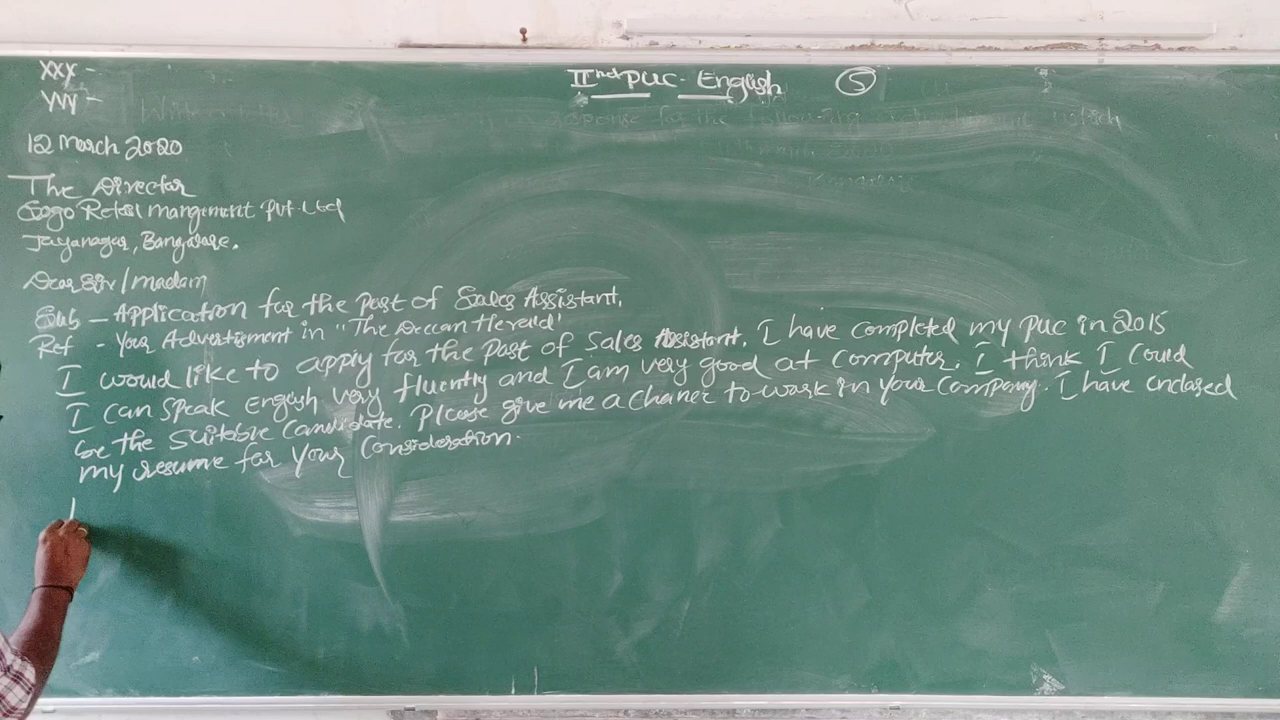 IInd PUC - English 5
XXX -
YYY -
12 March 2020
The Director
Gogo Retail mangement Pvt. Ltd
Jayanagar, Bangalore.
Dear Sir/madam
Sub - Application for the Post of Sales Assistant.
Ref - Your Advertisment in "The Deccan Herald"
I would like to apply for the Post of Sales Assistant. I have completed my PUC in 2015
I can Speak English very fluently and I am very good at Computer. I think I Could
be the Suitable Candidate. Please give me a chance to work in your Company. I have enclosed
my resume for your Consideration.